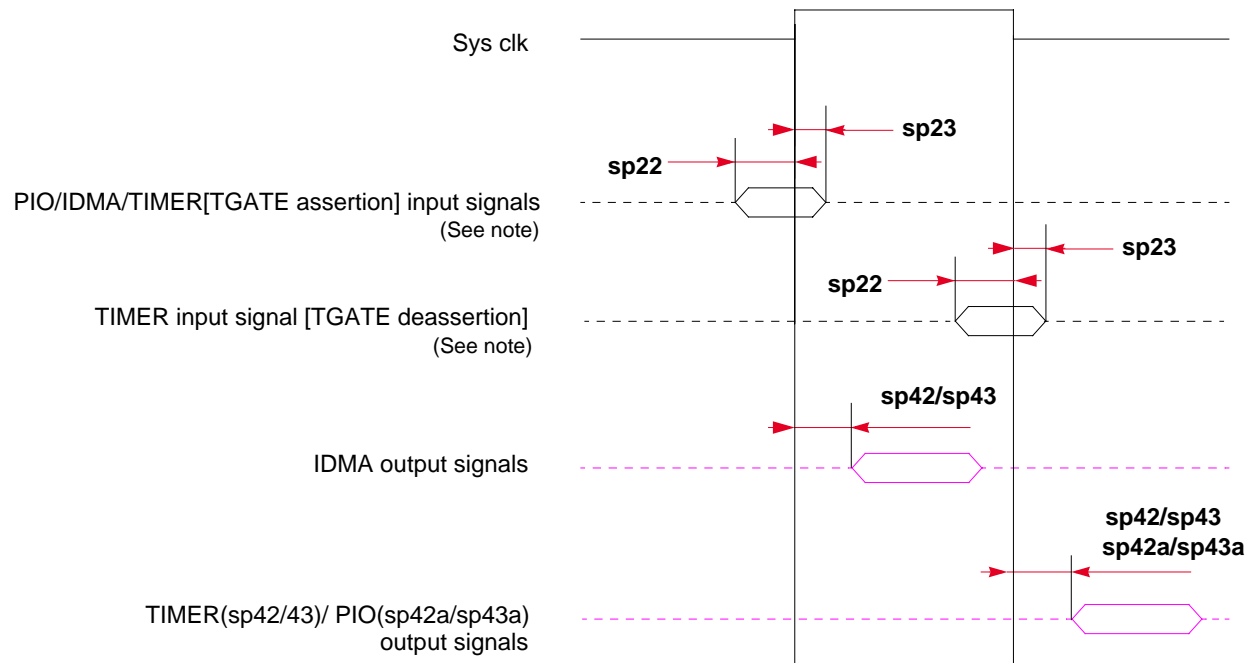 Sys clk
sp23
sp22
PIO/IDMA/TIMER[TGATE assertion] input signals
(See note)
sp23
sp22
TIMER input signal [TGATE deassertion]
(See note)
sp42/sp43
IDMA output signals
sp42/sp43
sp42a/sp43a
TIMER(sp42/43)/ PIO(sp42a/sp43a)
output signals